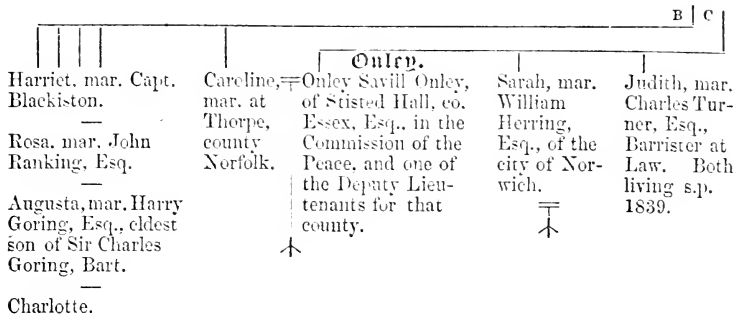 B C
Onley.
Harriet, mar. Capt.
Blackiston.
Rosa, mar. John
Ranking, Esq.
Augusta, mar. Harry
Goring, Esq., eldest
son of Sir Charles
Goring, Bart.
Charlotte.
Caroline,
mar. at
Thorpe,
county
Norfolk.
Onley Savill Onley,
of Stisted Hall, co.
Essex, Esq., in the
Commission of the
Peace, and one of
the Deputy Lieu-
tenants for that
county.
Sarah, mar.
William
Herring,
Esq., of the
city of Nor-
wich.
Judith, mar.
Charles Tur-
ner, Esq.,
Barrister at
Law. Both
living s.p.
1839.